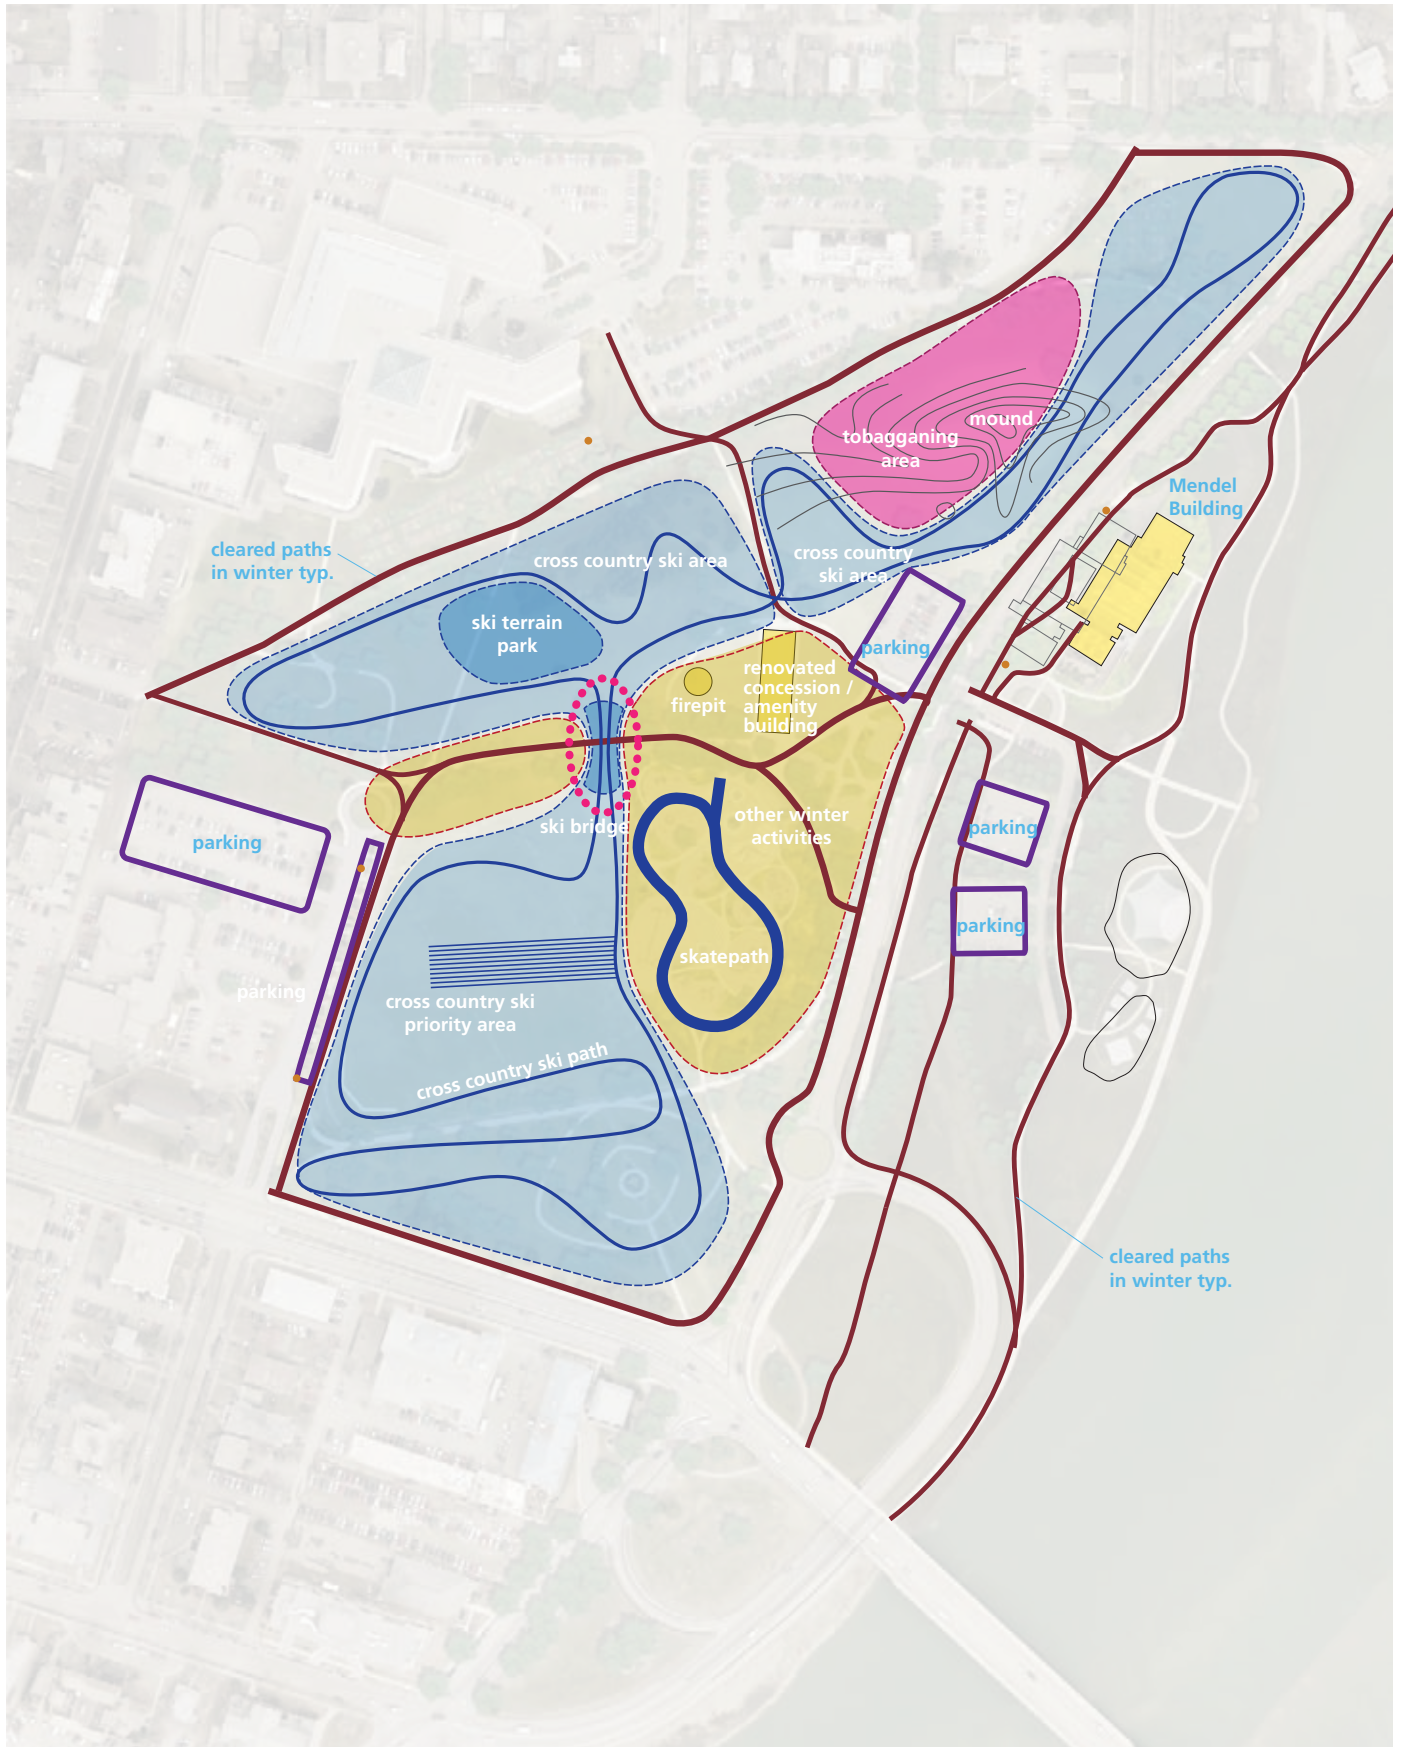 mound
tobagganing
area
Mendel
Building
cleared paths
in winter typ.
cross country ski area
cross country
ski area
ski terrain
park
parking
renovated
concession /
amenity
building
firepit
ski bridge
other winter
activities
parking
parking
parking
skatepath
parking
cross country ski
priority area
cross country ski path
cleared paths
in winter typ.